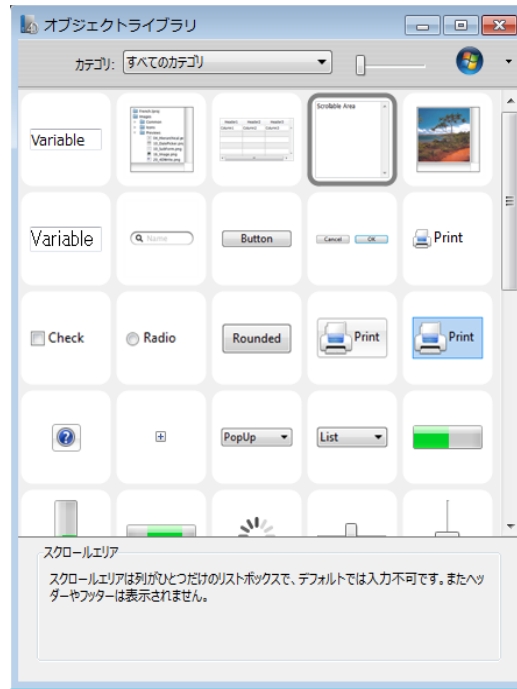 オブジェクトライブラリ
カテゴリ: すべてのカテゴリ
Variable
Scrollable Area
Variable
Name
Button
Cancel
OK
Print
Check
Radio
Rounded
Print
Print
PopUp
List
スクロールエリア
スクロールエリアは列がひとつだけのリストボックスで、デフォルトでは入力不可です。またヘッ
ダーやフッターは表示されません。